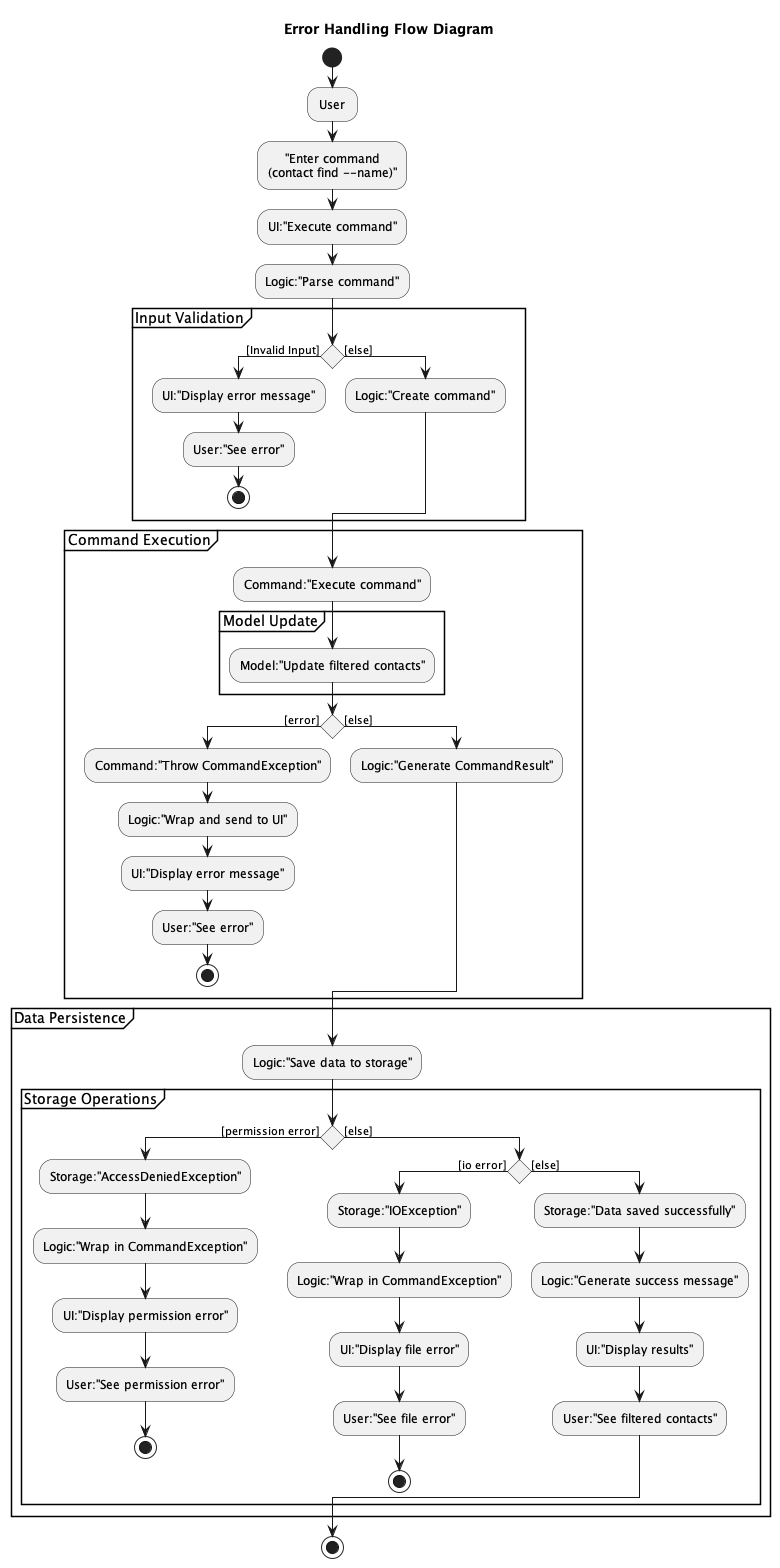 Error Handling Flow Diagram
User
"Enter command
(contact find --name)"
UI:"Execute command"
Logic:"Parse command"
Input Validation
[Invalid Input]
[else]
UI:"Display error message"
Logic:"Create command"
User:"See error"
Command Execution
Command:"Execute command"
Model Update
Model:"Update filtered contacts"
[error]
[else]
Command:"Throw CommandException"
Logic:"Generate CommandResult"
Logic:"Wrap and send to UI"
UI:"Display error message"
User:"See error"
Data Persistence
Logic:"Save data to storage"
Storage Operations
[permission error]
[else]
Storage:"AccessDeniedException"
Logic:"Wrap in CommandException"
UI:"Display permission error"
User:"See permission error"
[io error]
[else]
Storage:"IOException"
Logic:"Wrap in CommandException"
UI:"Display file error"
User:"See file error"
Storage:"Data saved successfully"
Logic:"Generate success message"
UI:"Display results"
User:"See filtered contacts"